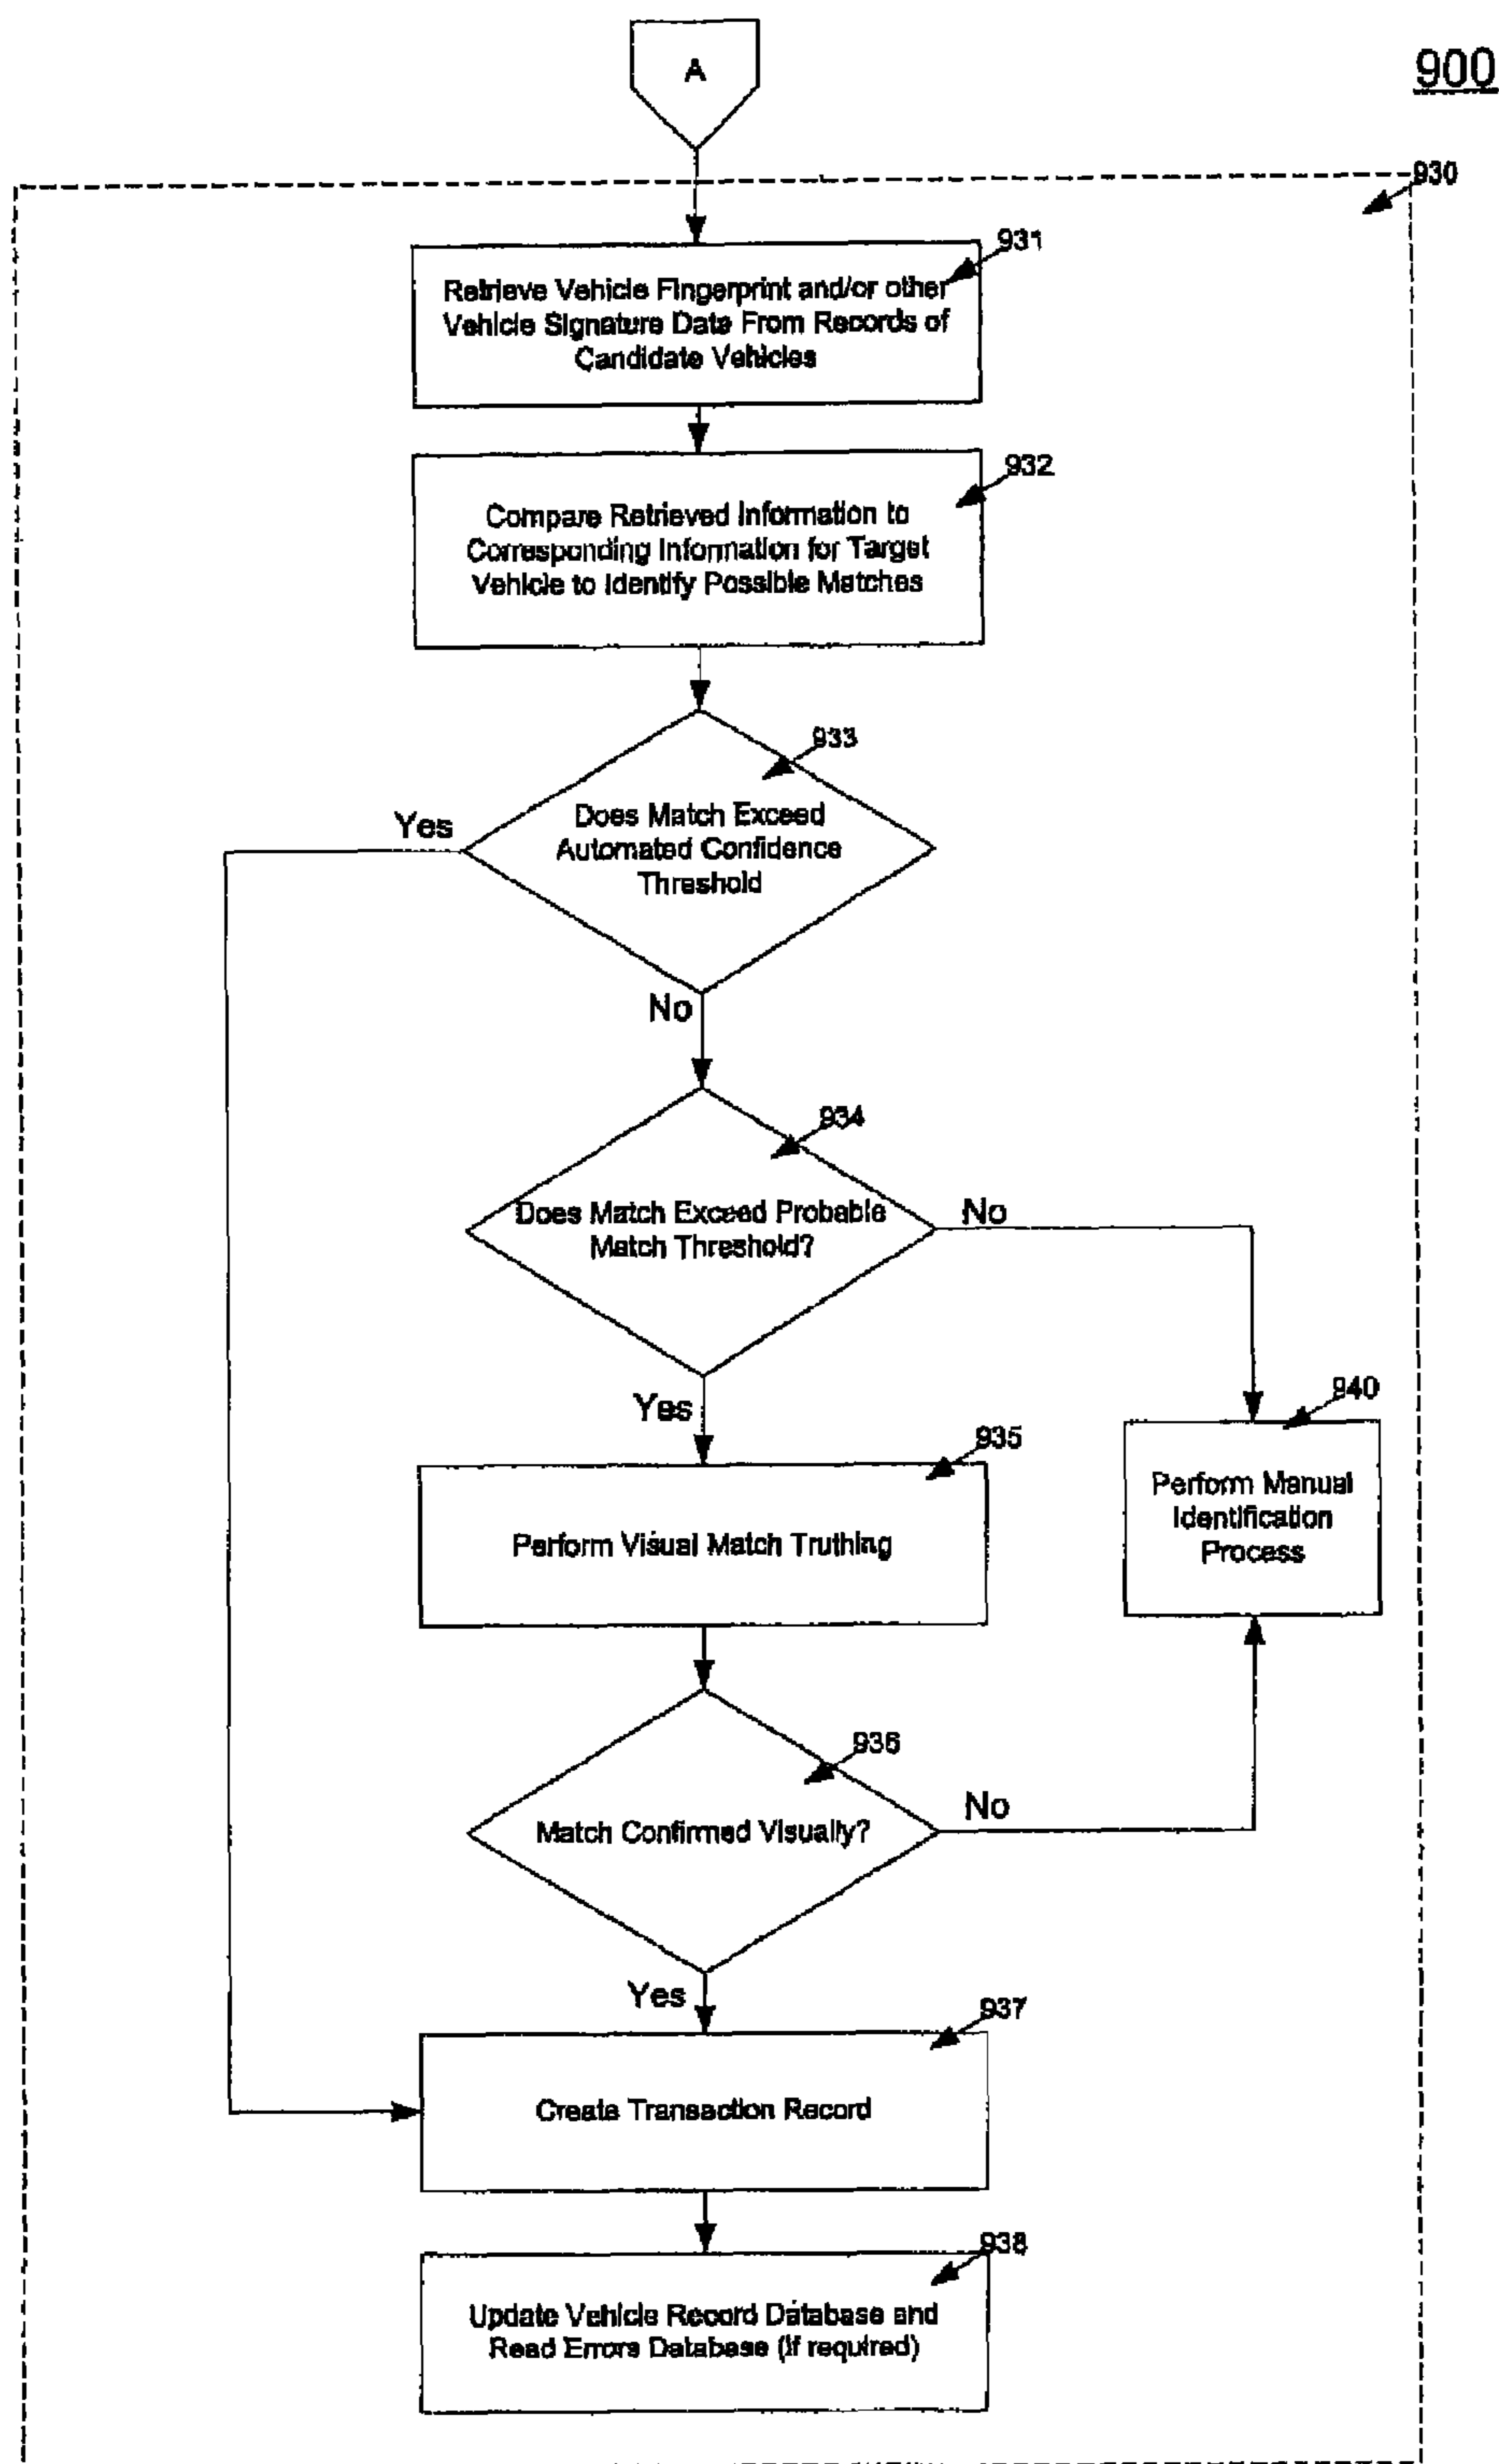 A
900
930
931
Retrieve Vehicle Fingerprint and/or other
Vehicle Signature Data From Records of
Candidate Vehicles
932
Compare Retrieved Information to
Corresponding Information for Target
Vehicle to Identify Possible Matches
933
Does Match Exceed
Automated Confidence
Threshold
Yes
No
934
Does Match Exceed Probable
Match Threshold?
No
Yes
940
Perform Manual
Identification
Process
935
Perform Visual Match Truthing
936
Match Confirmed Visually?
No
Yes
937
Create Transaction Record
938
Update Vehicle Record Database and
Read Errors Database (if required)